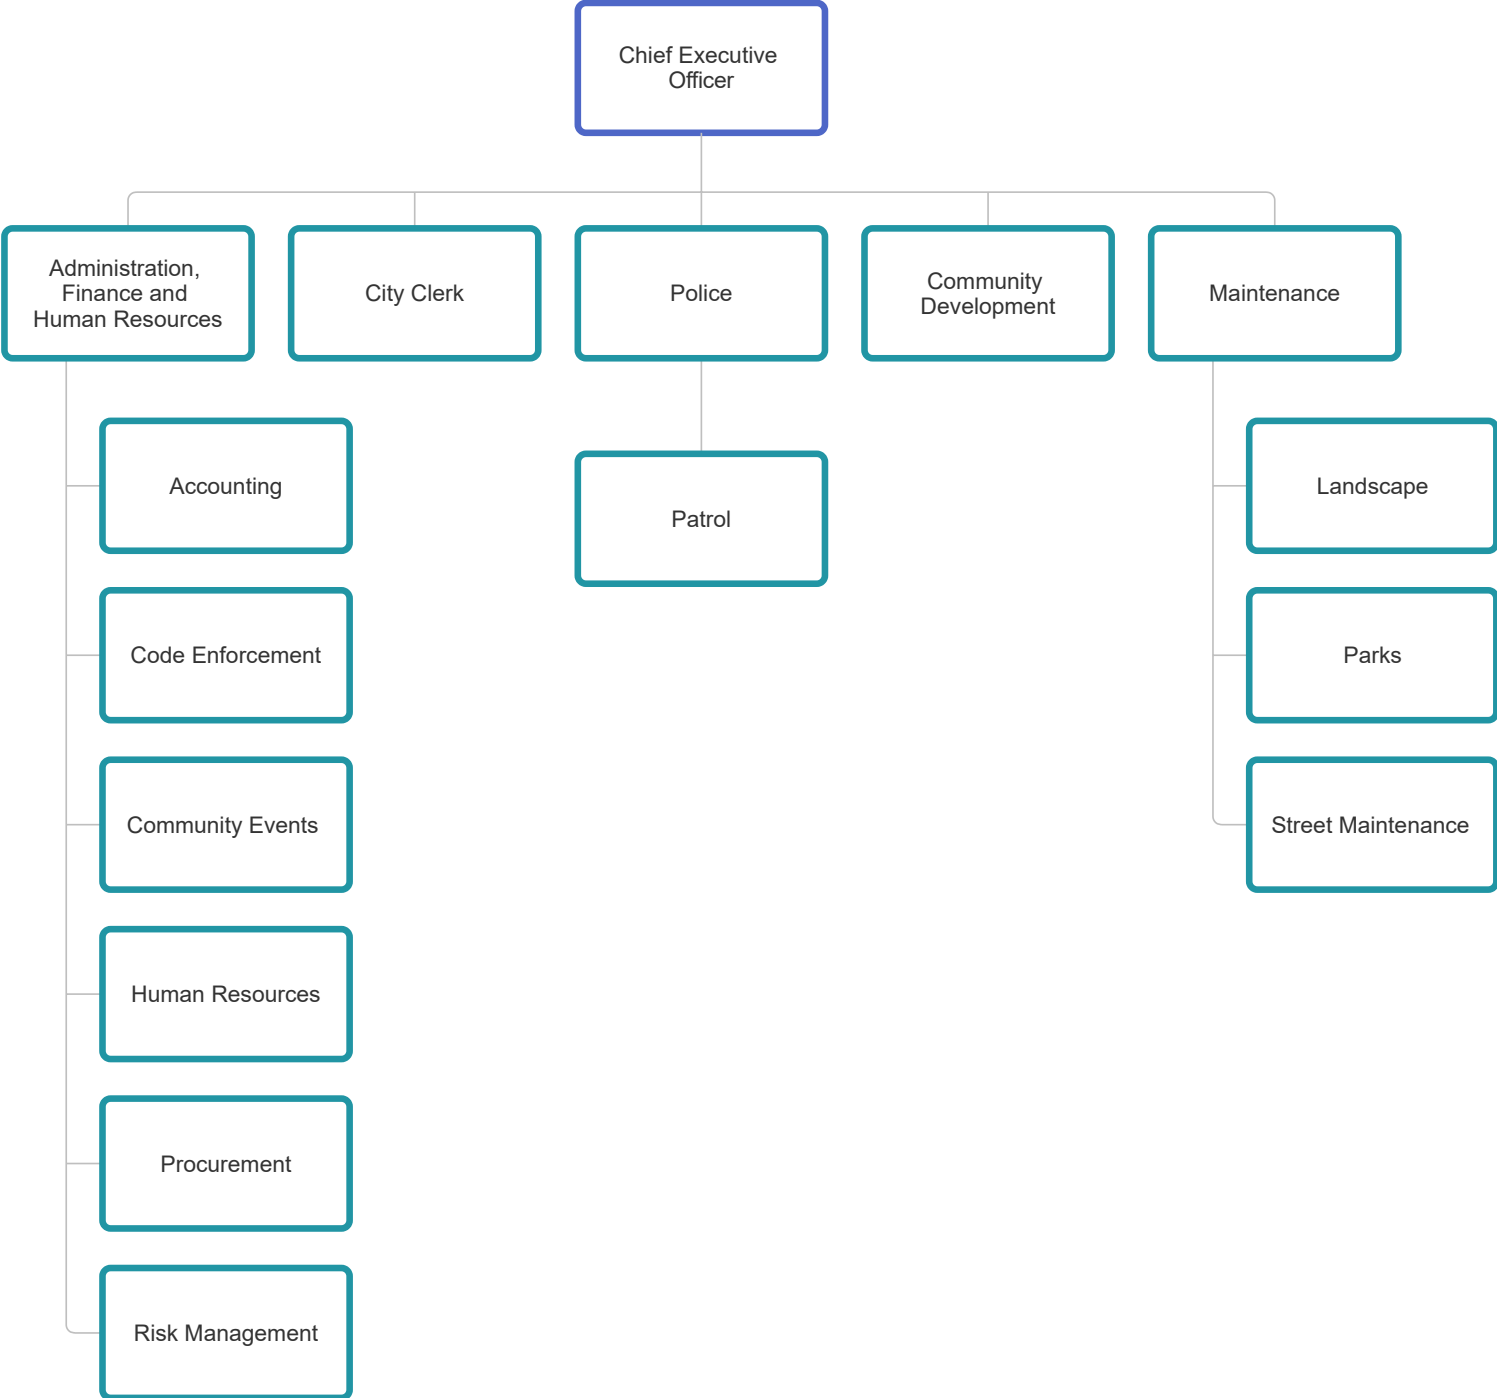 Chief Executive
Officer
Administration,
Finance and
Human Resources
City Clerk
Police
Community
Development
Maintenance
Accounting
Code Enforcement
Community Events
Human Resources
Procurement
Risk Management
Patrol
Landscape
Parks
Street Maintenance